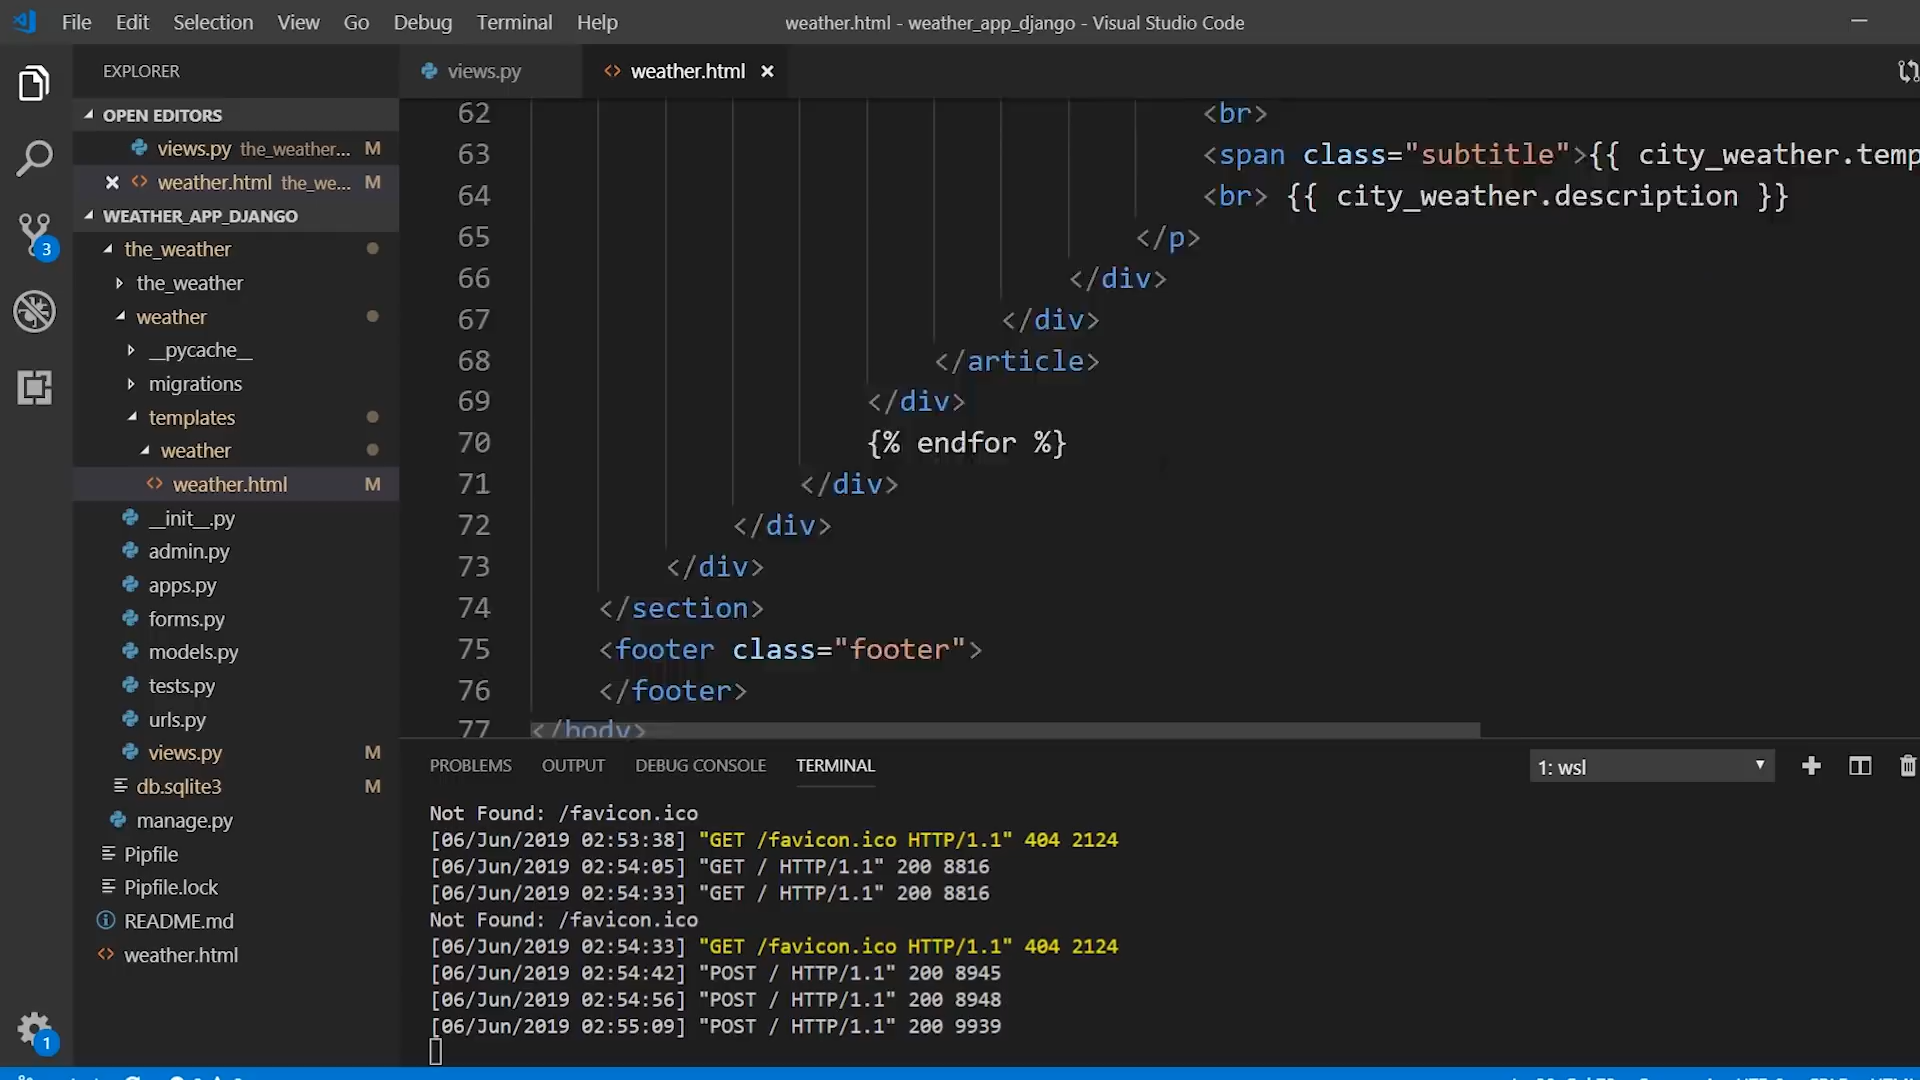 File Edit Selection View Go Debug Terminal Help
weather.html - weather_app_django - Visual Studio Code
EXPLORER
OPEN EDITORS
views.py the_weather... M
weather.html the_we... M
WEATHER_APP_DJANGO
the_weather
the_weather
weather
__pycache__
migrations
templates
weather
weather.html M
__init__.py
admin.py
apps.py
forms.py
models.py
tests.py
urls.py
views.py M
db.sqlite3 M
manage.py
Pipfile
Pipfile.lock
README.md
weather.html
3
1
views.py
weather.html
62 <br>
63 <span class="subtitle">{{ city_weather.temp
64 <br> {{ city_weather.description }}
65 </p>
66 </div>
67 </div>
68 </article>
69 </div>
70 {% endfor %}
71 </div>
72 </div>
73 </div>
74 </section>
75 <footer class="footer">
76 </footer>
77 </body>
PROBLEMS OUTPUT DEBUG CONSOLE TERMINAL
1: wsl
Not Found: /favicon.ico
[06/Jun/2019 02:53:38] "GET /favicon.ico HTTP/1.1" 404 2124
[06/Jun/2019 02:54:05] "GET / HTTP/1.1" 200 8816
[06/Jun/2019 02:54:33] "GET / HTTP/1.1" 200 8816
Not Found: /favicon.ico
[06/Jun/2019 02:54:33] "GET /favicon.ico HTTP/1.1" 404 2124
[06/Jun/2019 02:54:42] "POST / HTTP/1.1" 200 8945
[06/Jun/2019 02:54:56] "POST / HTTP/1.1" 200 8948
[06/Jun/2019 02:55:09] "POST / HTTP/1.1" 200 9939